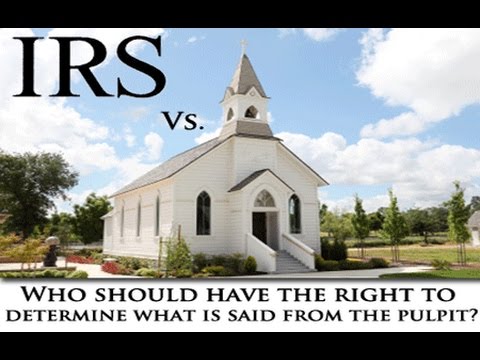 IRS
Vs.
Who should have the right to
determine what is said from the pulpit?